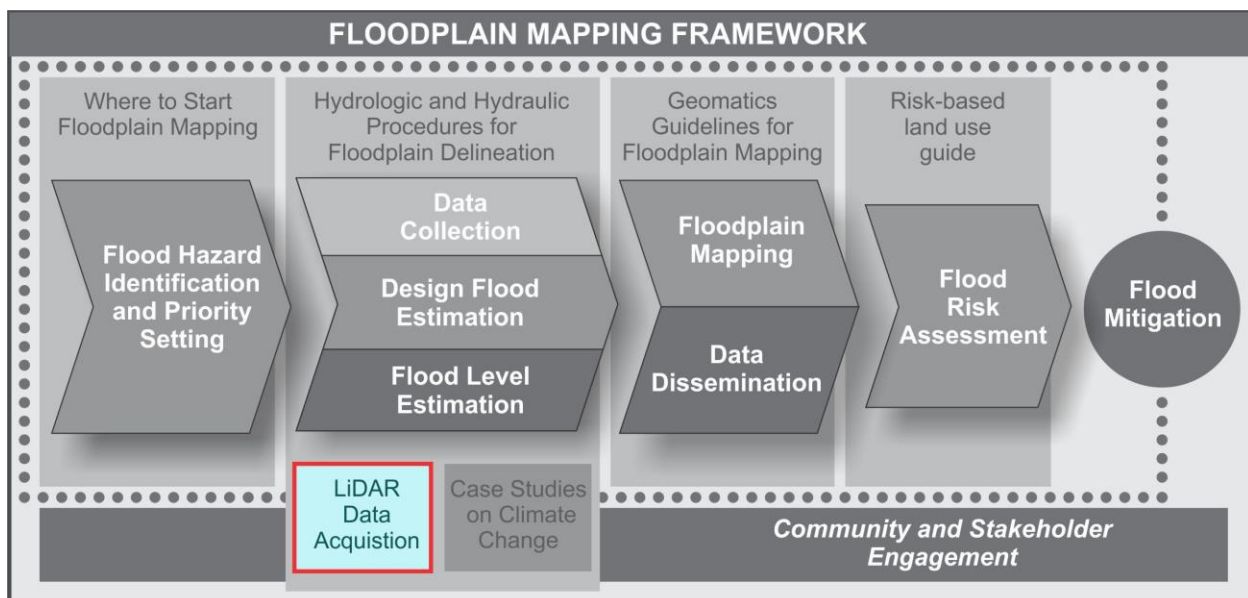 FLOODPLAIN MAPPING FRAMEWORK
Where to Start
Floodplain Mapping
Hydrologic and Hydraulic
Procedures for
Floodplain Delineation
Geomatics
Guidelines for
Floodplain Mapping
Risk-based
land use
guide
Flood Hazard
Identification
and Priority
Setting
Data
Collection
Design Flood
Estimation
Flood Level
Estimation
Floodplain
Mapping
Data
Dissemination
Flood
Risk
Assessment
Flood
Mitigation
LiDAR
Data
Acquistion
Case Studies
on Climate
Change
Community and Stakeholder
Engagement